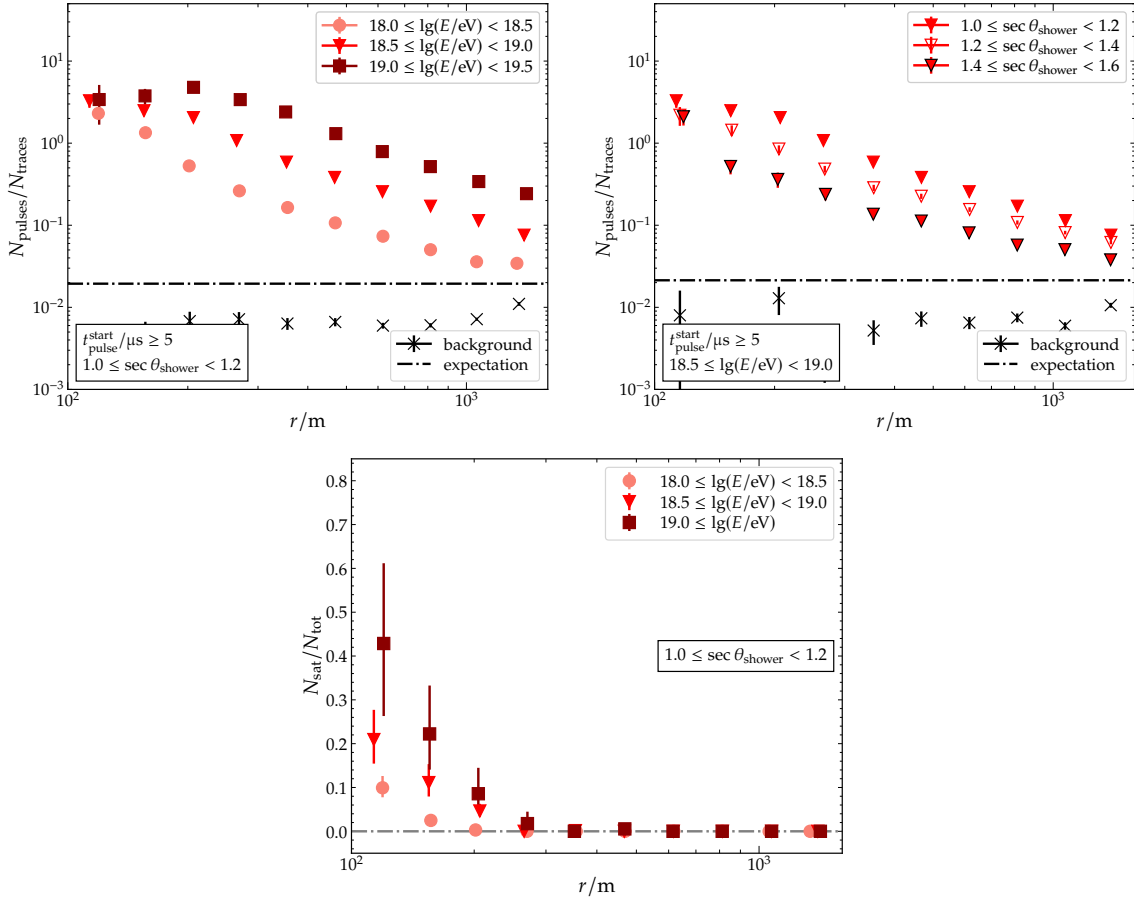 18.0 ≤ lg(E/eV) < 18.5
18.5 ≤ lg(E/eV) < 19.0
19.0 ≤ lg(E/eV) < 19.5
10¹
10⁰
10⁻¹
10⁻²
10⁻³
N_pulses/N_traces
t_pulse^start/μs ≥ 5
1.0 ≤ sec θ_shower < 1.2
background
expectation
10²
10³
r/m
1.0 ≤ sec θ_shower < 1.2
1.2 ≤ sec θ_shower < 1.4
1.4 ≤ sec θ_shower < 1.6
10¹
10⁰
10⁻¹
10⁻²
10⁻³
N_pulses/N_traces
t_pulse^start/μs ≥ 5
18.5 ≤ lg(E/eV) < 19.0
background
expectation
10²
10³
r/m
18.0 ≤ lg(E/eV) < 18.5
18.5 ≤ lg(E/eV) < 19.0
19.0 ≤ lg(E/eV)
0.8
0.7
0.6
0.5
0.4
0.3
0.2
0.1
0.0
N_sat/N_tot
1.0 ≤ sec θ_shower < 1.2
10²
10³
r/m